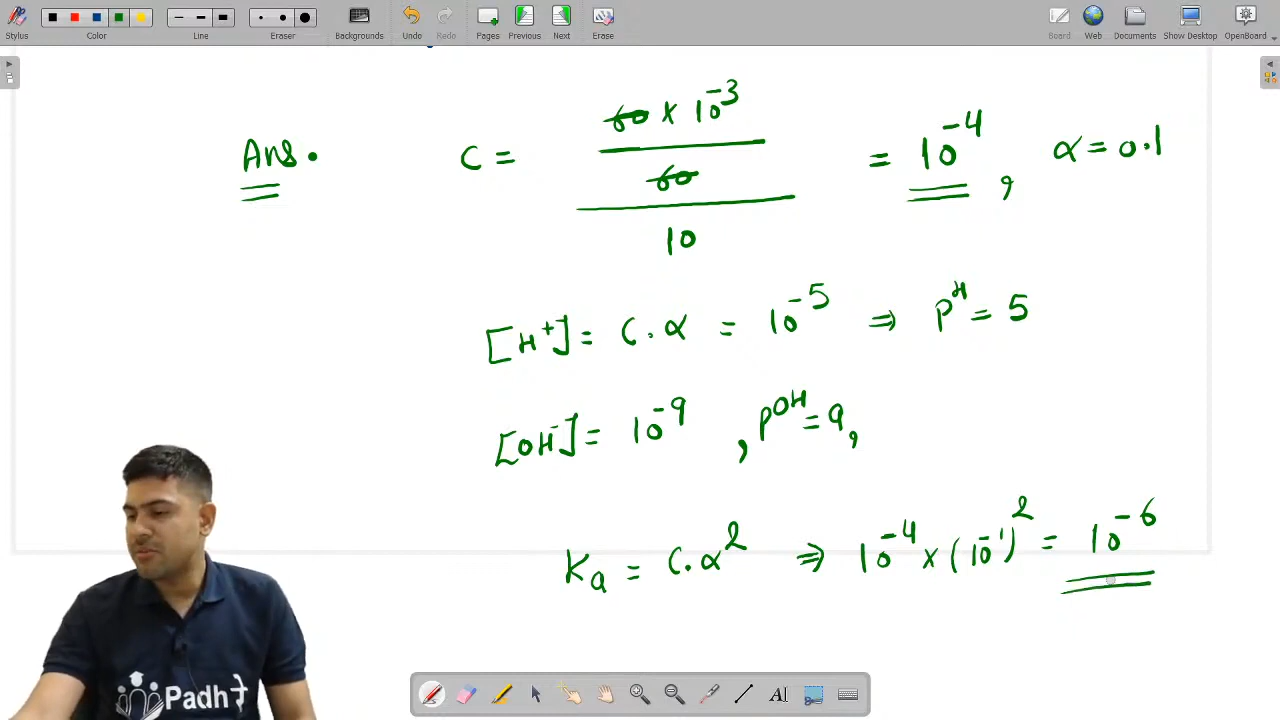 Stylus Color Line Eraser Backgrounds Undo Redo Pages Previous Next Erase Board Web Documents Show Desktop OpenBoard
60 × 10⁻³
Ans. C = ――― = 10⁻⁴, α = 0.1
60
10
[H⁺] = C.α = 10⁻⁵ ⇒ pᴴ = 5
[OH⁻] = 10⁻⁹, pᴼᴴ = 9,
Kₐ = C.α² ⇒ 10⁻⁴ × (10⁻¹)² = 10⁻⁶
Padhरे